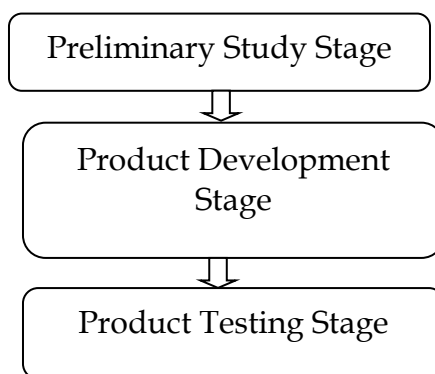 Preliminary Study Stage
Product Development
Stage
Product Testing Stage